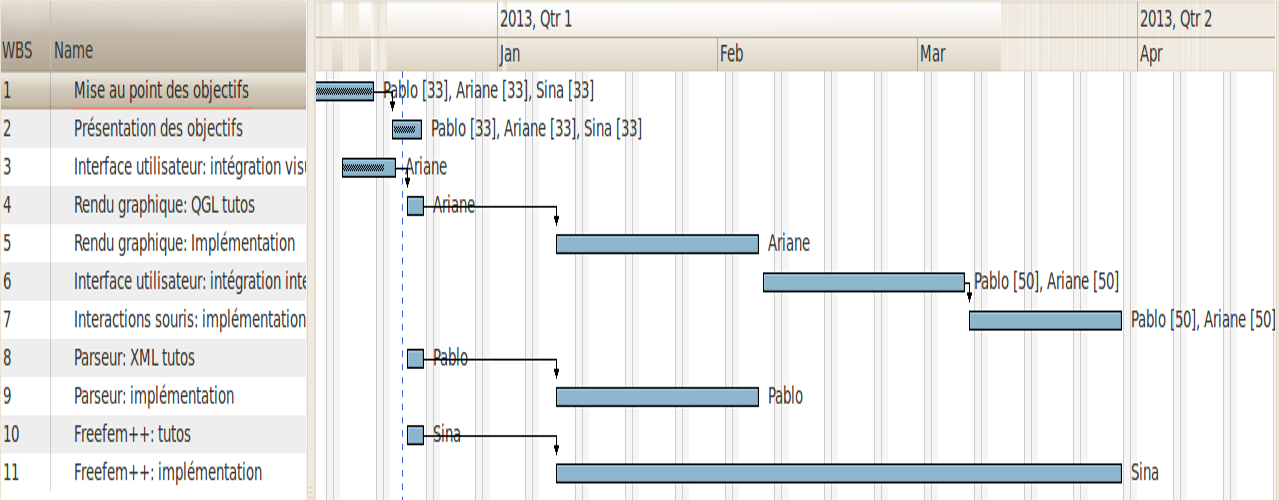 2013, Qtr 1 2013, Qtr 2
WBS Name Jan Feb Mar Apr
1 Mise au point des objectifs Pablo [33], Ariane [33], Sina [33]
2 Présentation des objectifs Pablo [33], Ariane [33], Sina [33]
3 Interface utilisateur: intégration visu Ariane
4 Rendu graphique: QGL tutos Ariane
5 Rendu graphique: Implémentation Ariane
6 Interface utilisateur: intégration inte Pablo [50], Ariane [50]
7 Interactions souris: implémentation Pablo [50], Ariane [50]
8 Parseur: XML tutos Pablo
9 Parseur: implémentation Pablo
10 Freefem++: tutos Sina
11 Freefem++: implémentation Sina